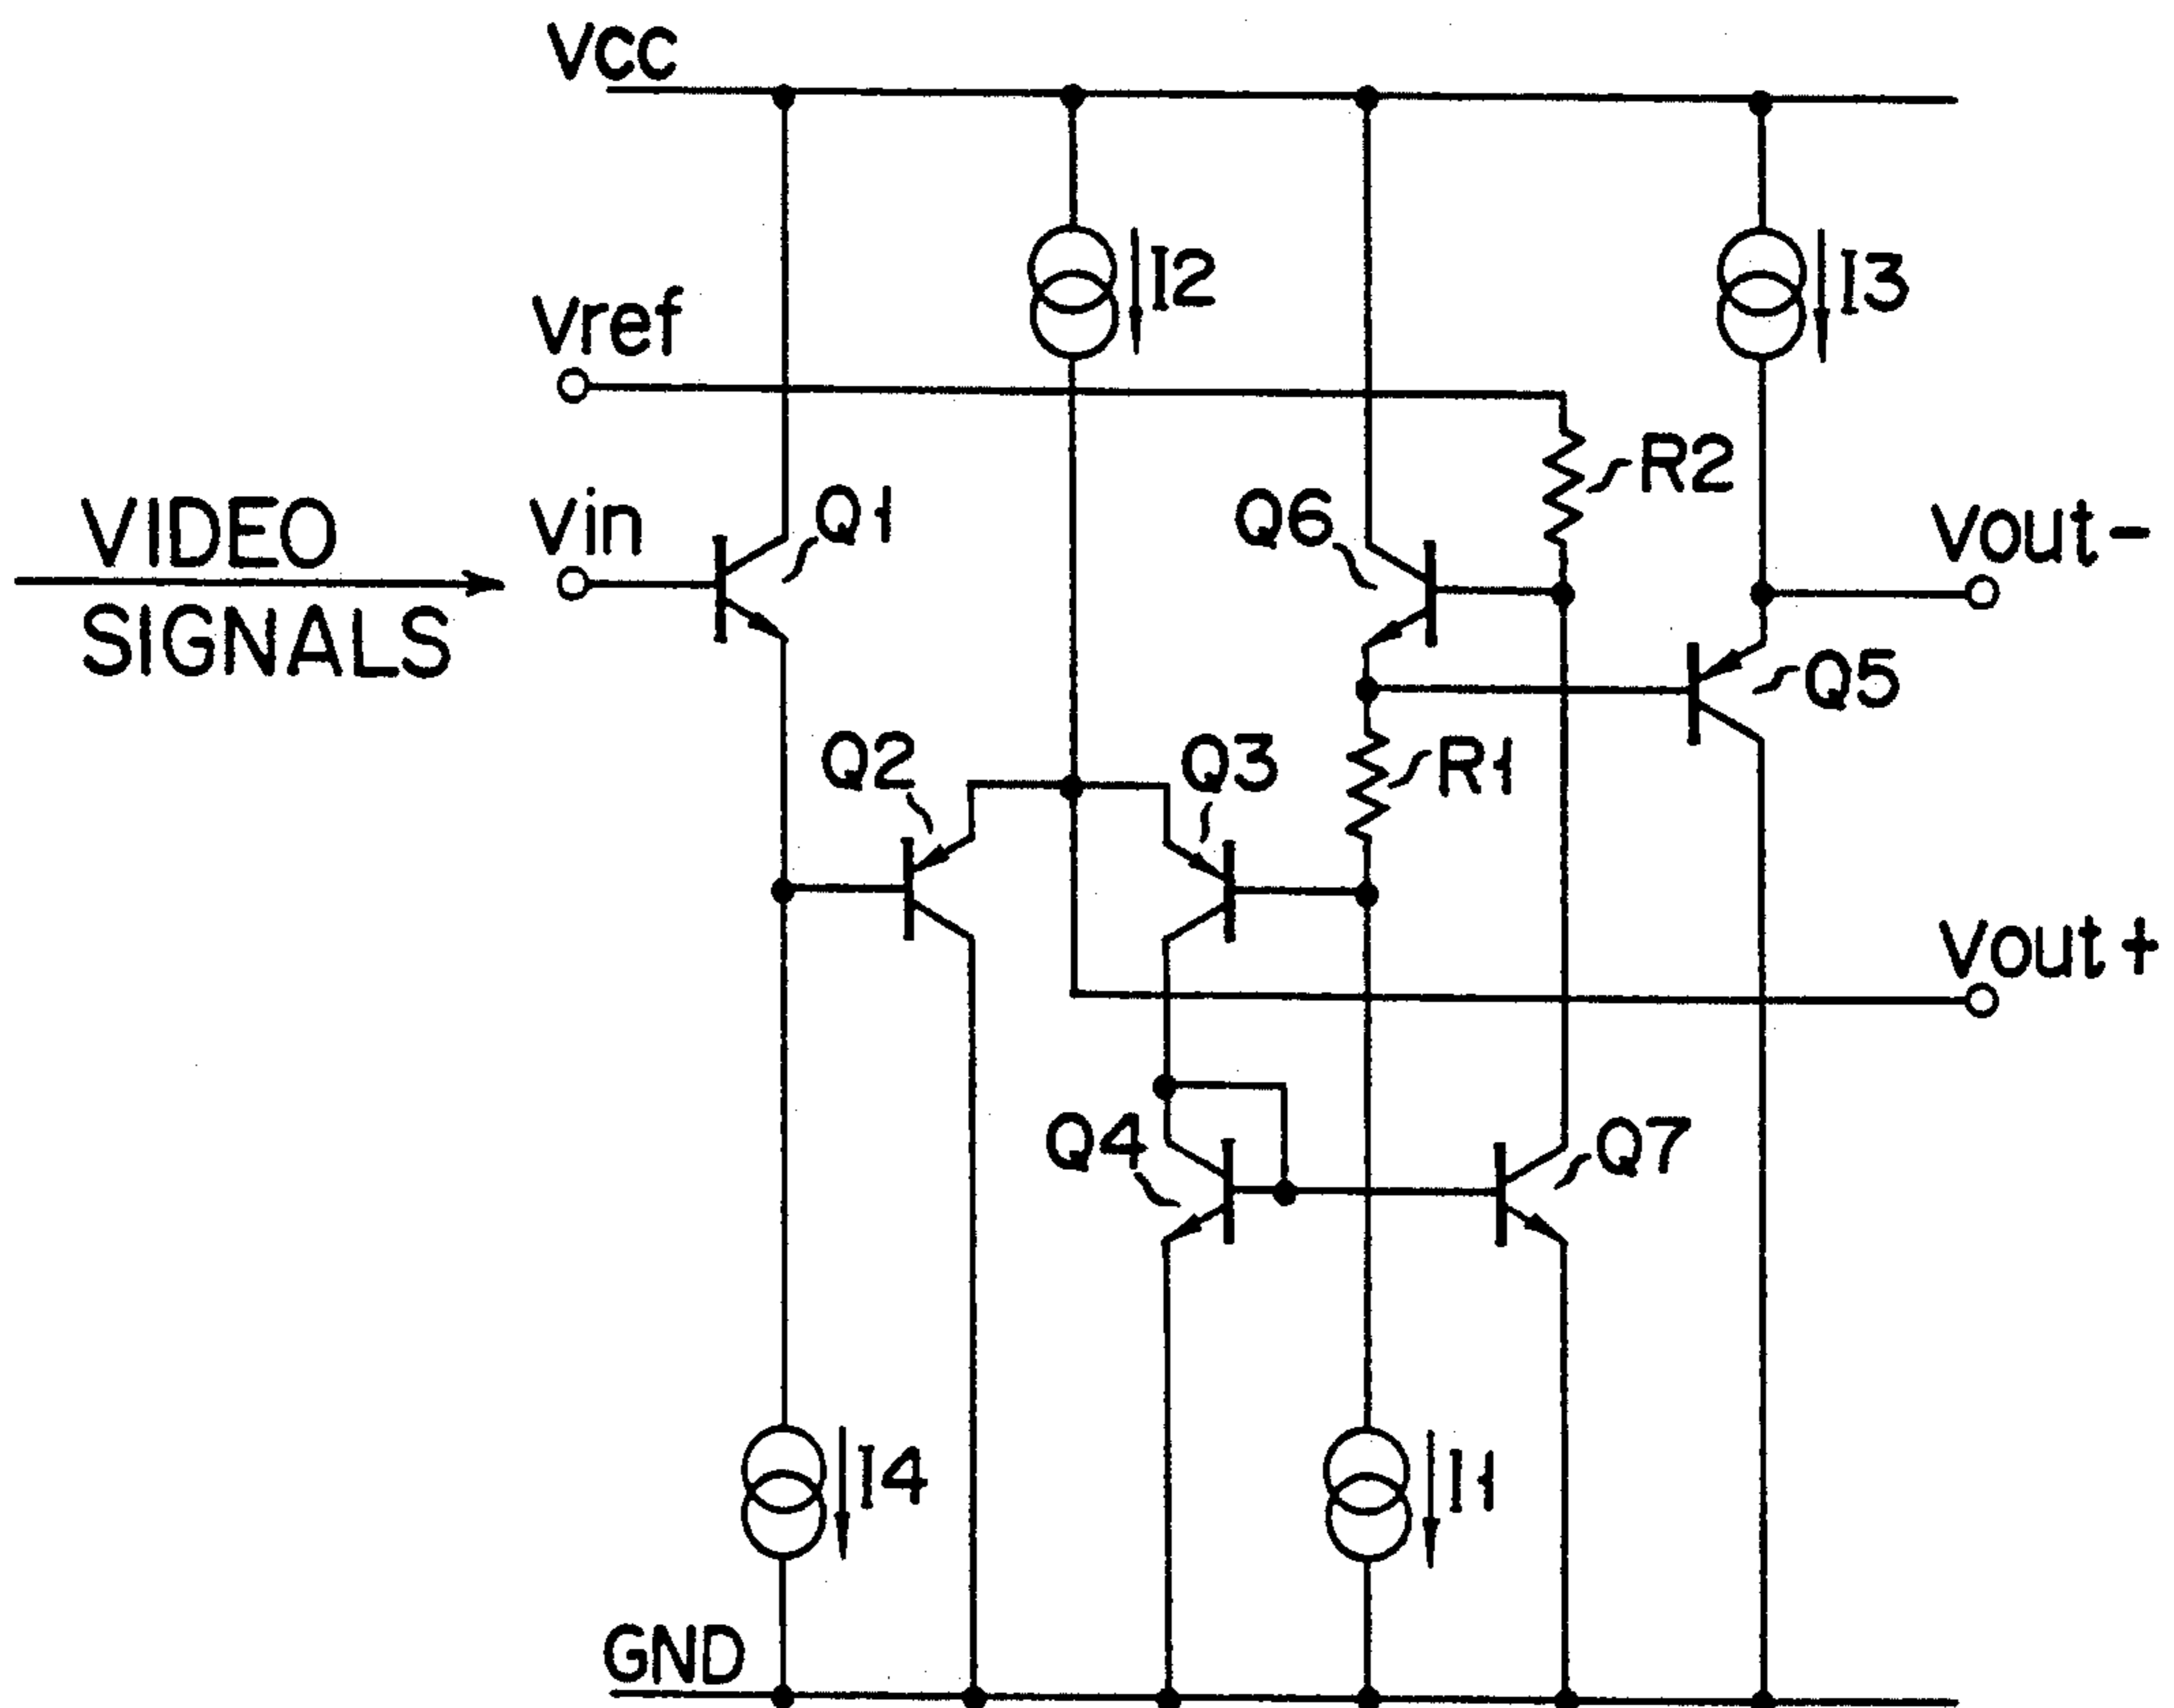 VCC
I2
I3
Vref
R2
VIDEO
SIGNALS
Vin
Q1
Q6
Vout-
Q5
Q2
Q3
R1
Vout+
Q4
Q7
I4
I1
GND